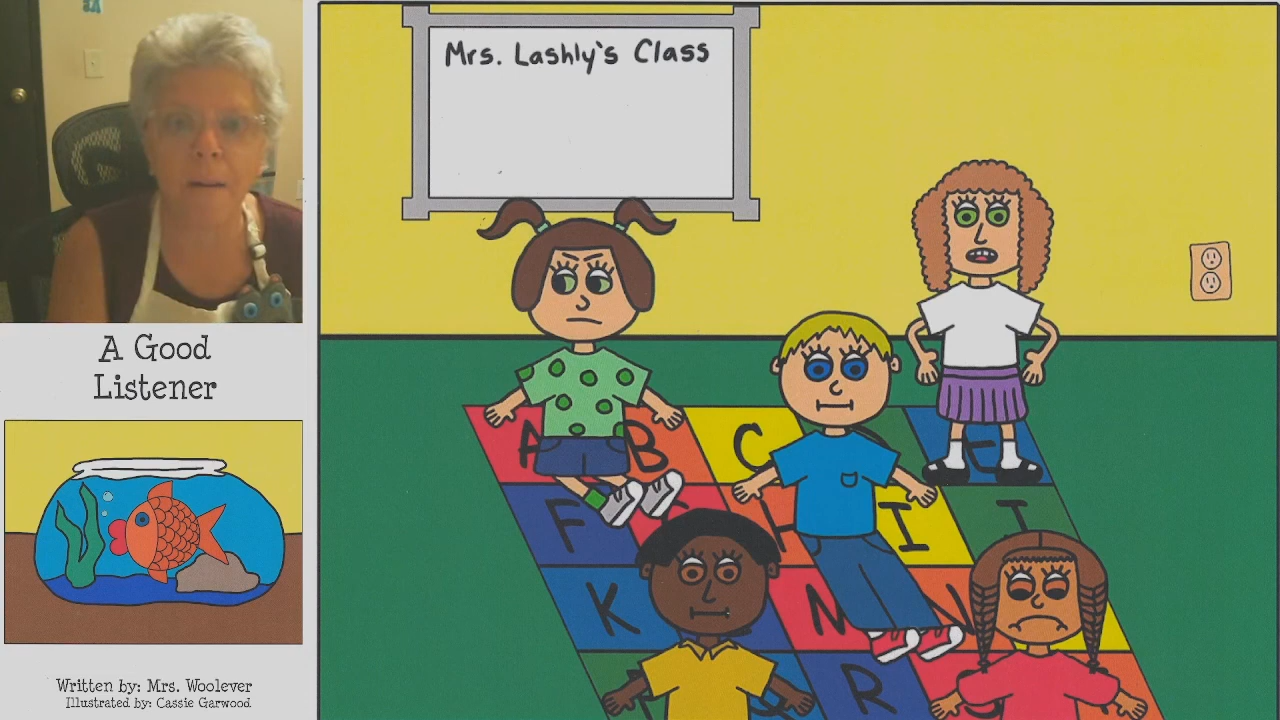 Mrs. Lashly's Class
A Good
Listener
Written by: Mrs. Woolever
Illustrated by: Cassie Garwood
A B C E
F I J
K M N
R